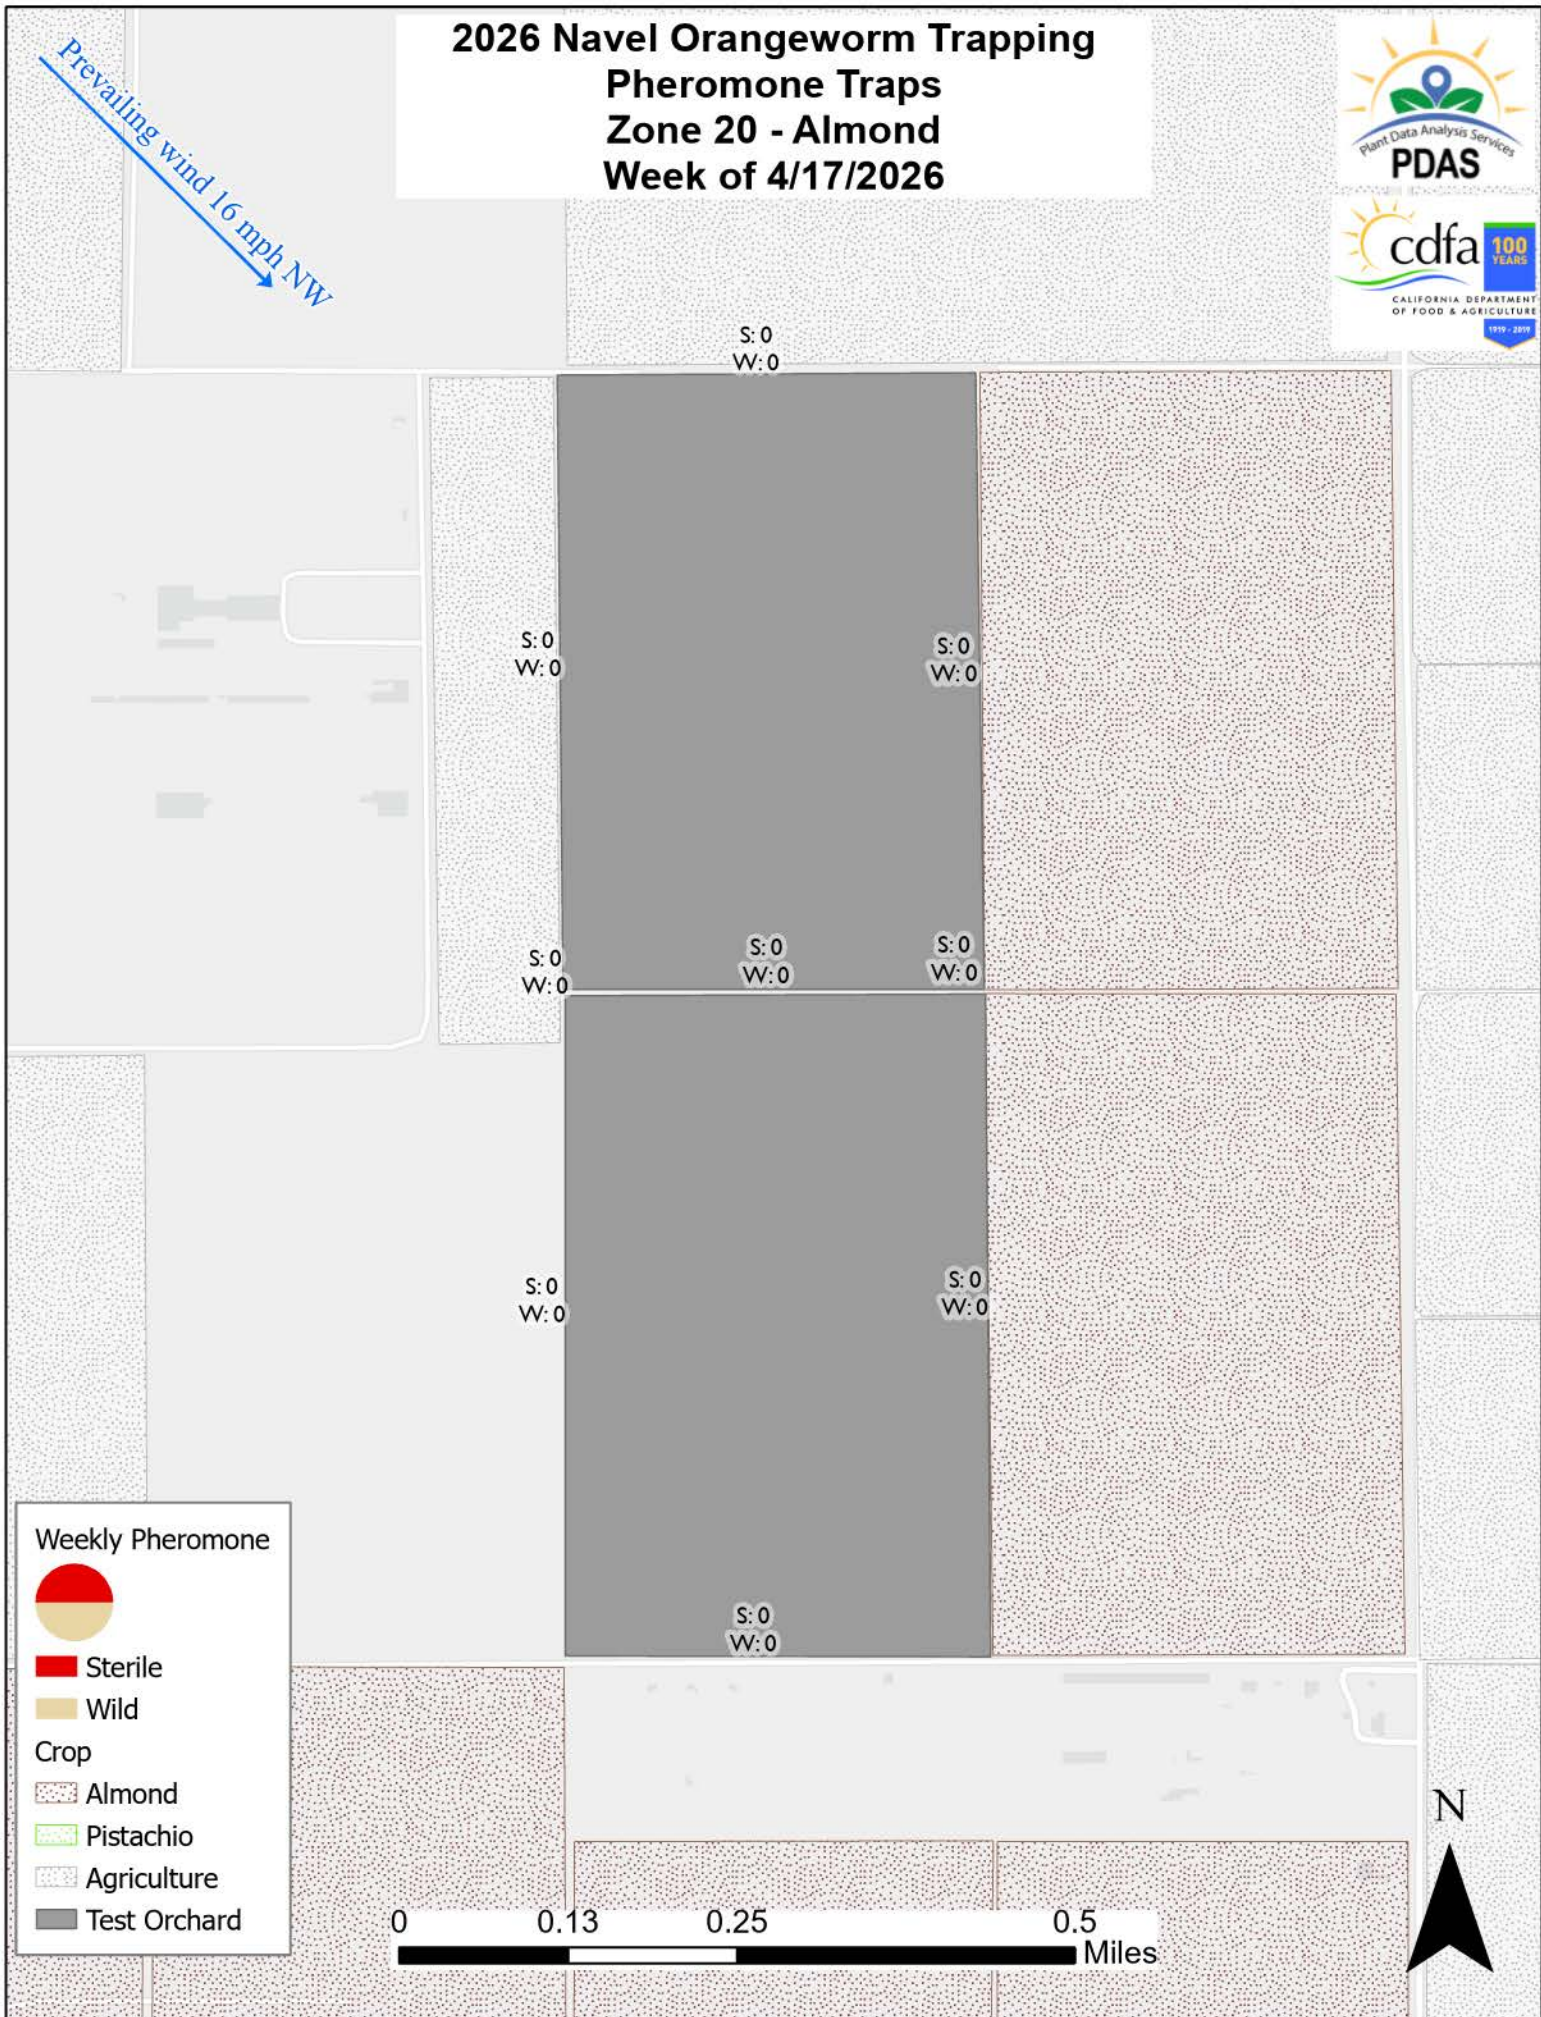 2026 Navel Orangeworm Trapping
Pheromone Traps
Zone 20 - Almond
Week of 4/17/2026
Prevailing wind 16 mph NW
Plant Data Analysis Services
PDAS
cdfa
100
YEARS
CALIFORNIA DEPARTMENT
OF FOOD & AGRICULTURE
1919 - 2019
S: 0
W: 0
S: 0
W: 0
S: 0
W: 0
S: 0
W: 0
S: 0
W: 0
S: 0
W: 0
S: 0
W: 0
S: 0
W: 0
S: 0
W: 0
Weekly Pheromone
Sterile
Wild
Crop
Almond
Pistachio
Agriculture
Test Orchard
0 0.13 0.25 0.5
Miles
N